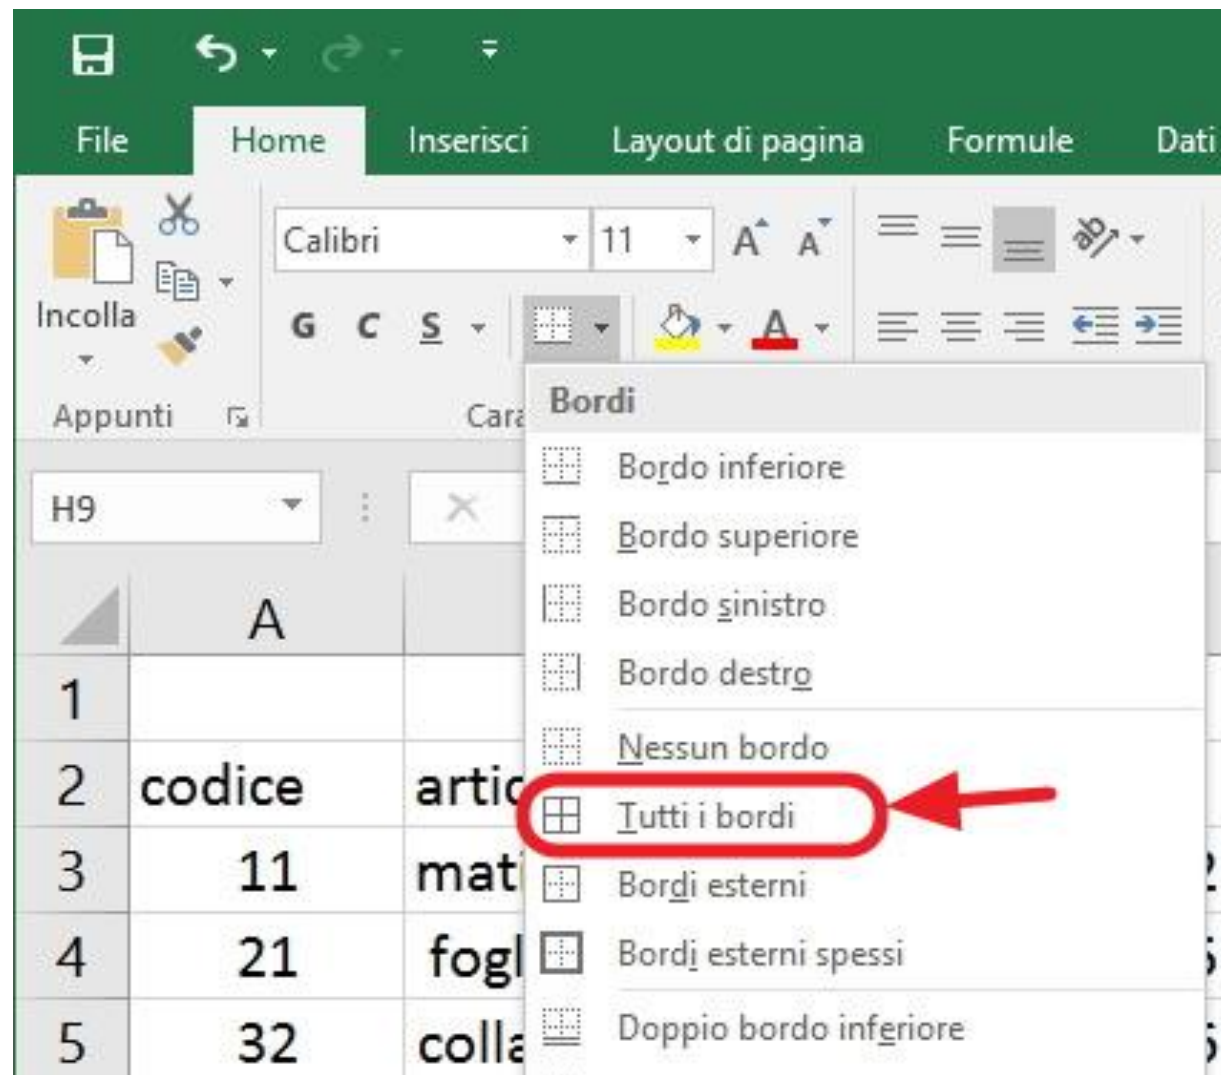 File Home Inserisci Layout di pagina Formule Dati
Calibri 11 A A ab
Incolla
G C S A
Appunti
Bordi
H9
Bordo inferiore
Bordo superiore
Bordo sinistro
Bordo destro
Nessun bordo
Tutti i bordi
Bordi esterni
Bordi esterni spessi
Doppio bordo inferiore
A
1
2 codice
3 11
4 21
5 32